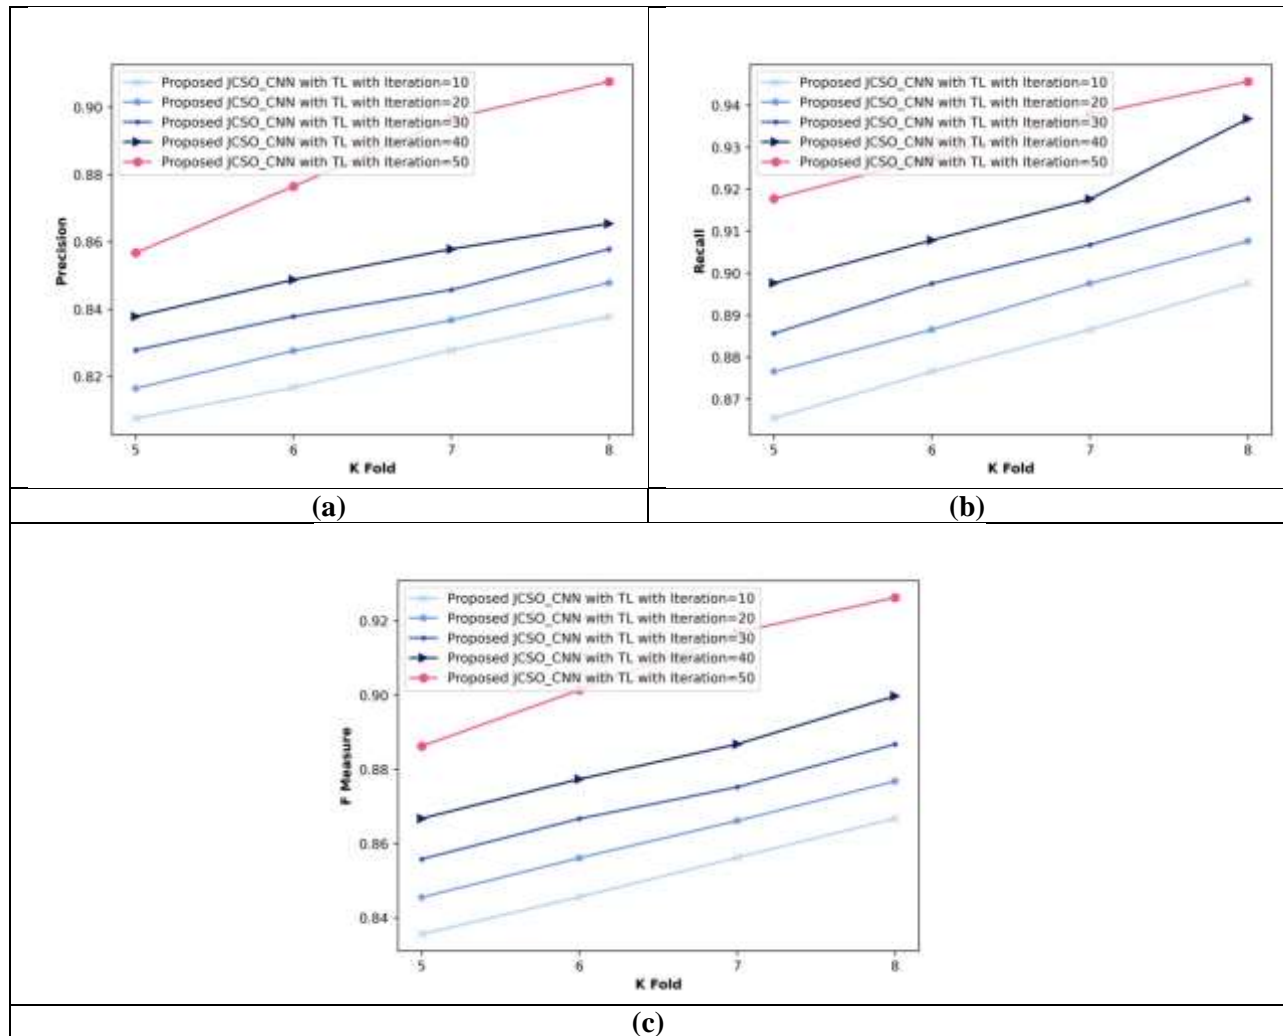 Proposed JCSO_CNN with TL with Iteration=10
Proposed JCSO_CNN with TL with Iteration=20
Proposed JCSO_CNN with TL with Iteration=30
Proposed JCSO_CNN with TL with Iteration=40
Proposed JCSO_CNN with TL with Iteration=50
0.90
0.88
0.86
0.84
0.82
Precision
5 6 7 8
K Fold
(a)
Proposed JCSO_CNN with TL with Iteration=10
Proposed JCSO_CNN with TL with Iteration=20
Proposed JCSO_CNN with TL with Iteration=30
Proposed JCSO_CNN with TL with Iteration=40
Proposed JCSO_CNN with TL with Iteration=50
0.94
0.93
0.92
0.91
0.90
0.89
0.88
0.87
Recall
5 6 7 8
K Fold
(b)
Proposed JCSO_CNN with TL with Iteration=10
Proposed JCSO_CNN with TL with Iteration=20
Proposed JCSO_CNN with TL with Iteration=30
Proposed JCSO_CNN with TL with Iteration=40
Proposed JCSO_CNN with TL with Iteration=50
0.92
0.90
0.88
0.86
0.84
F Measure
5 6 7 8
K Fold
(c)